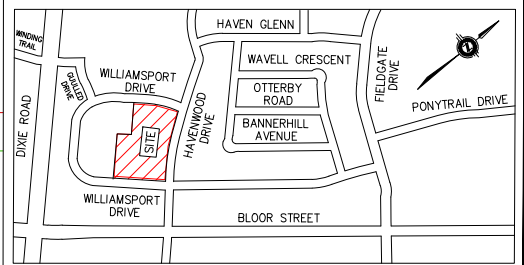 HAVEN GLENN
WINDING
TRAIL
WAVELL CRESCENT
FIELDGATE
DRIVE
GUULLED
DRIVE
WILLIAMSPORT
DRIVE
OTTERBY
ROAD
PONYTRAIL DRIVE
DIXIE ROAD
SITE
HAVENWOOD
DRIVE
BANNERHILL
AVENUE
WILLIAMSPORT
DRIVE
BLOOR STREET